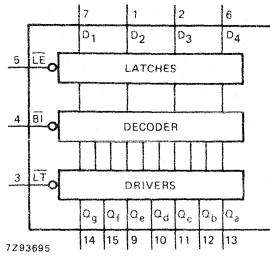 7 1 2 6
D1 D2 D3 D4
5 LE
LATCHES
4 BI
DECODER
3 LT
DRIVERS
Qg Qf Qe Qd Qc Qb Qa
14 15 9 10 11 12 13
7Z93695